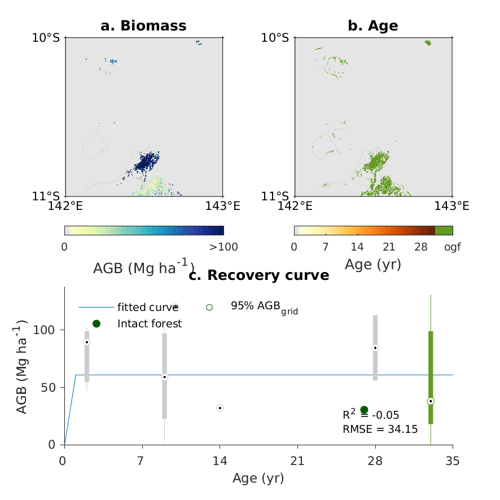 a. Biomass
b. Age
10°S
11°S
142°E
143°E
10°S
11°S
142°E
143°E
0
>100
AGB (Mg ha⁻¹)
0
7
14
21
28
ogf
Age (yr)
c. Recovery curve
fitted curve
95% AGB_grid
Intact forest
AGB (Mg ha⁻¹)
100
50
0
R² = -0.05
RMSE = 34.15
0
7
14
21
28
35
Age (yr)